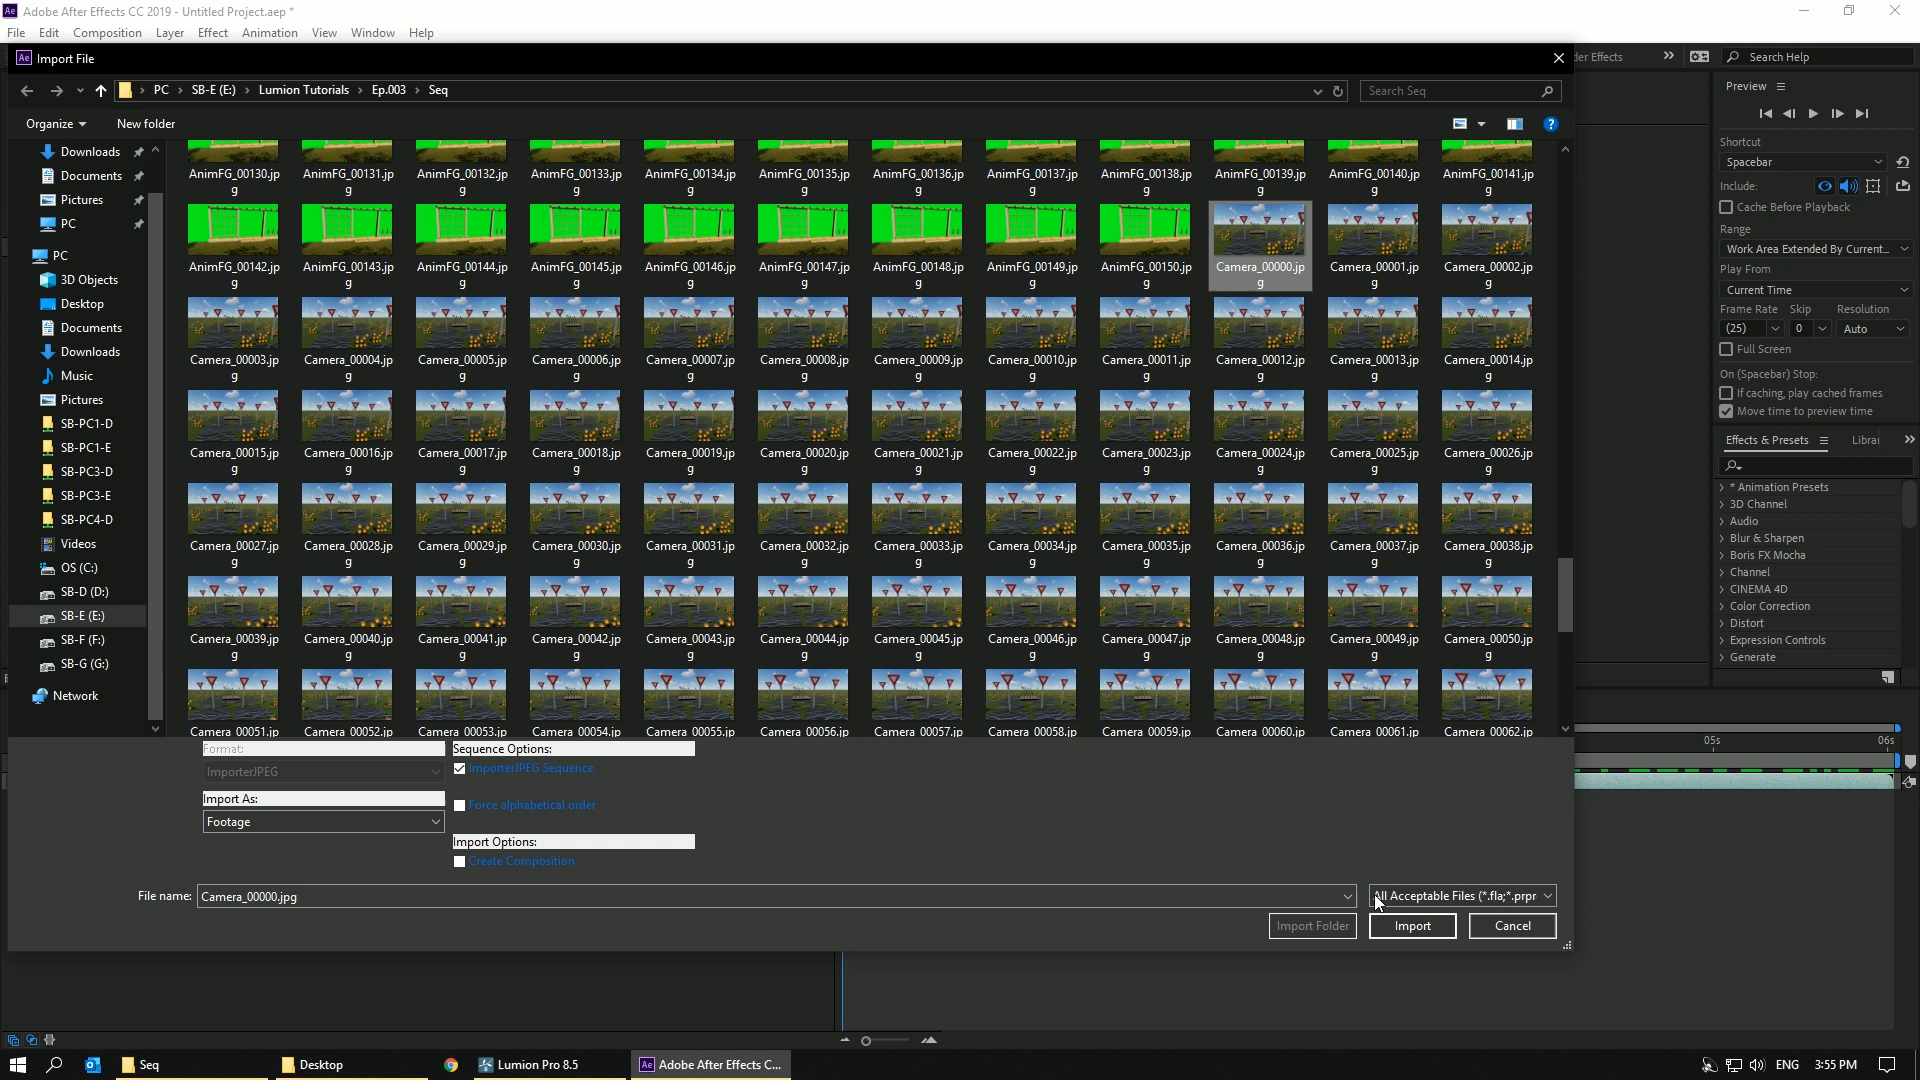 Adobe After Effects CC 2019 - Untitled Project.aep *
File Edit Composition Layer Effect Animation View Window Help
Import File
PC SB-E (E:) Lumion Tutorials Ep.003 Seq
Search Seq
Organize New folder
Downloads
Documents
Pictures
PC
PC
3D Objects
Desktop
Documents
Downloads
Music
Pictures
SB-PC1-D
SB-PC1-E
SB-PC3-D
SB-PC3-E
SB-PC4-D
Videos
OS (C:)
SB-D (D:)
SB-E (E:)
SB-F (F:)
SB-G (G:)
Network
AnimFG_00130.jpg AnimFG_00131.jpg AnimFG_00132.jpg AnimFG_00133.jpg AnimFG_00134.jpg AnimFG_00135.jpg AnimFG_00136.jpg AnimFG_00137.jpg AnimFG_00138.jpg AnimFG_00139.jpg AnimFG_00140.jpg AnimFG_00141.jpg
AnimFG_00142.jpg AnimFG_00143.jpg AnimFG_00144.jpg AnimFG_00145.jpg AnimFG_00146.jpg AnimFG_00147.jpg AnimFG_00148.jpg AnimFG_00149.jpg AnimFG_00150.jpg Camera_00000.jpg Camera_00001.jpg Camera_00002.jpg
Camera_00003.jpg Camera_00004.jpg Camera_00005.jpg Camera_00006.jpg Camera_00007.jpg Camera_00008.jpg Camera_00009.jpg Camera_00010.jpg Camera_00011.jpg Camera_00012.jpg Camera_00013.jpg Camera_00014.jpg
Camera_00015.jpg Camera_00016.jpg Camera_00017.jpg Camera_00018.jpg Camera_00019.jpg Camera_00020.jpg Camera_00021.jpg Camera_00022.jpg Camera_00023.jpg Camera_00024.jpg Camera_00025.jpg Camera_00026.jpg
Camera_00027.jpg Camera_00028.jpg Camera_00029.jpg Camera_00030.jpg Camera_00031.jpg Camera_00032.jpg Camera_00033.jpg Camera_00034.jpg Camera_00035.jpg Camera_00036.jpg Camera_00037.jpg Camera_00038.jpg
Camera_00039.jpg Camera_00040.jpg Camera_00041.jpg Camera_00042.jpg Camera_00043.jpg Camera_00044.jpg Camera_00045.jpg Camera_00046.jpg Camera_00047.jpg Camera_00048.jpg Camera_00049.jpg Camera_00050.jpg
Camera_00051.jp Camera_00052.jp Camera_00053.jp Camera_00054.jp Camera_00055.jp Camera_00056.jp Camera_00057.jp Camera_00058.jp Camera_00059.jp Camera_00060.jp Camera_00061.jp Camera_00062.jp
Format:
ImporterJPEG
Import As:
Footage
Sequence Options:
ImporterJPEG Sequence
Force alphabetical order
Import Options:
Create Composition
File name: Camera_00000.jpg
All Acceptable Files (*.fla;*.prpr
Import Folder Import Cancel
der Effects
Search Help
Preview
Shortcut
Spacebar
Include:
Cache Before Playback
Range
Work Area Extended By Current...
Play From
Current Time
Frame Rate Skip Resolution
(25) 0 Auto
Full Screen
On (Spacebar) Stop:
If caching, play cached frames
Move time to preview time
Effects & Presets Librai
* Animation Presets
3D Channel
Audio
Blur & Sharpen
Boris FX Mocha
Channel
CINEMA 4D
Color Correction
Distort
Expression Controls
Generate
05s 06s
Seq Desktop Lumion Pro 8.5 Adobe After Effects C...
ENG 3:55 PM